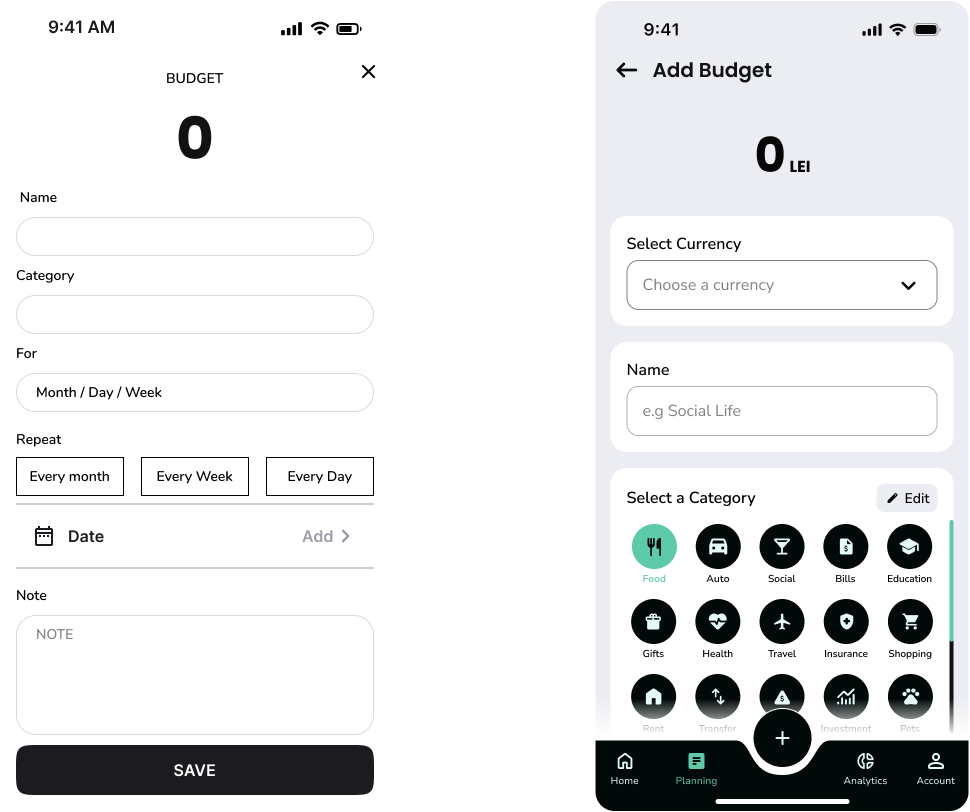 9:41 AM
BUDGET
0
Name
Category
For
Month / Day / Week
Repeat
Every month
Every Week
Every Day
Date
Add
Note
NOTE
SAVE
9:41
Add Budget
0 LEI
Select Currency
Choose a currency
Name
e.g Social Life
Select a Category
Edit
Food
Auto
Social
Bills
Education
Gifts
Health
Travel
Insurance
Shopping
Rent
Transfer
Investment
Pets
Home
Planning
Analytics
Account